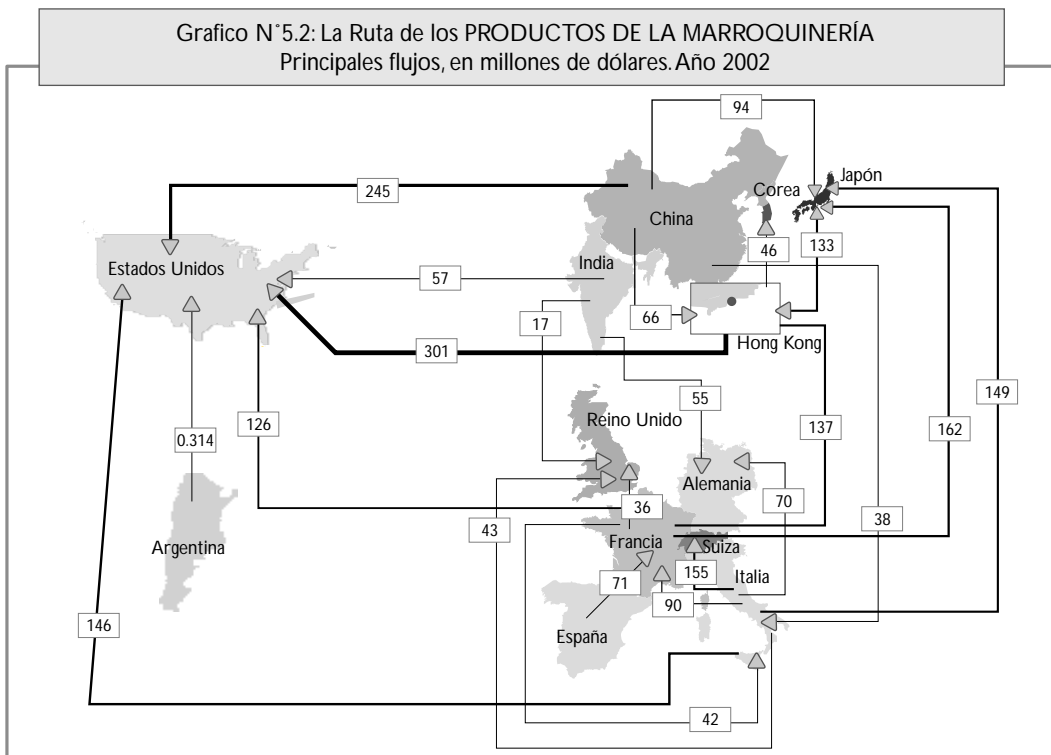 Grafico N°5.2: La Ruta de los PRODUCTOS DE LA MARROQUINERÍA
Principales flujos, en millones de dólares. Año 2002
94
Japón
Corea
245
China
133
46
Estados Unidos
India
57
66
17
Hong Kong
301
149
55
126
Reino Unido
137
162
0.314
Alemania
70
36
43
38
Francia
Suiza
Argentina
155
Italia
71
90
146
España
42